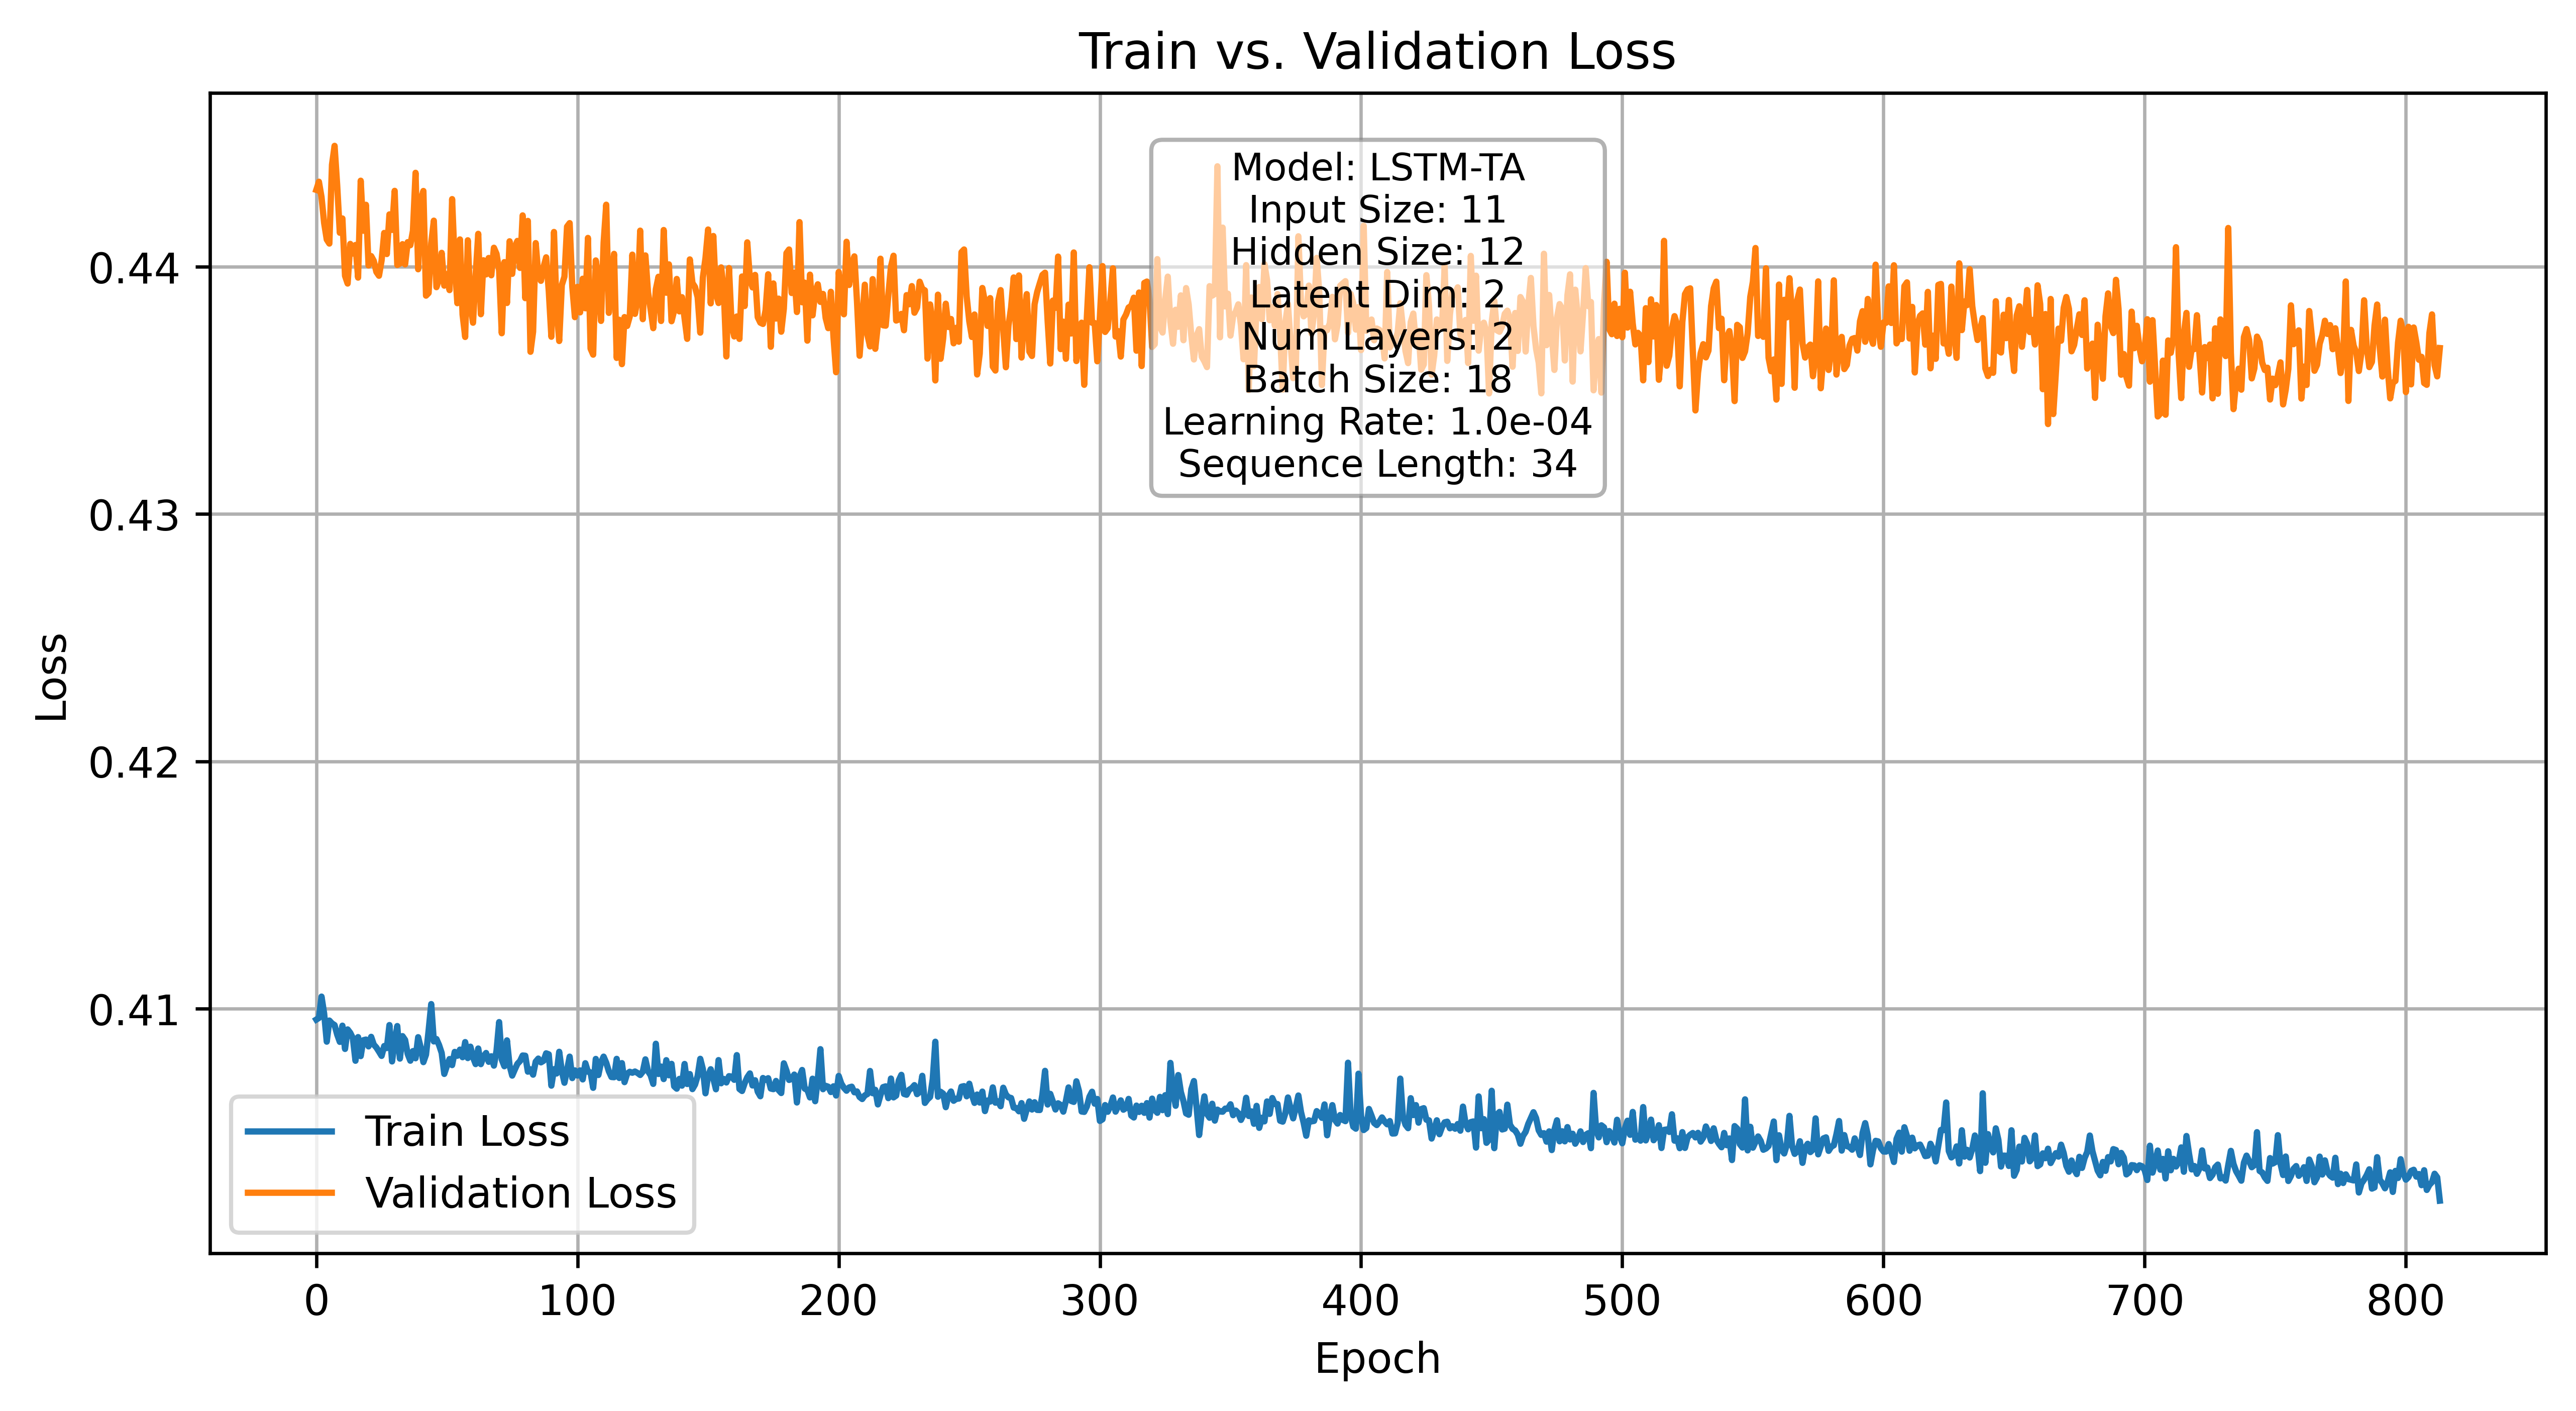 Train vs. Validation Loss
Model: LSTM-TA
Input Size: 11
Hidden Size: 12
Latent Dim: 2
Num Layers: 2
Batch Size: 18
Learning Rate: 1.0e-04
Sequence Length: 34
0.44
0.43
0.42
0.41
Loss
Train Loss
Validation Loss
0 100 200 300 400 500 600 700 800
Epoch